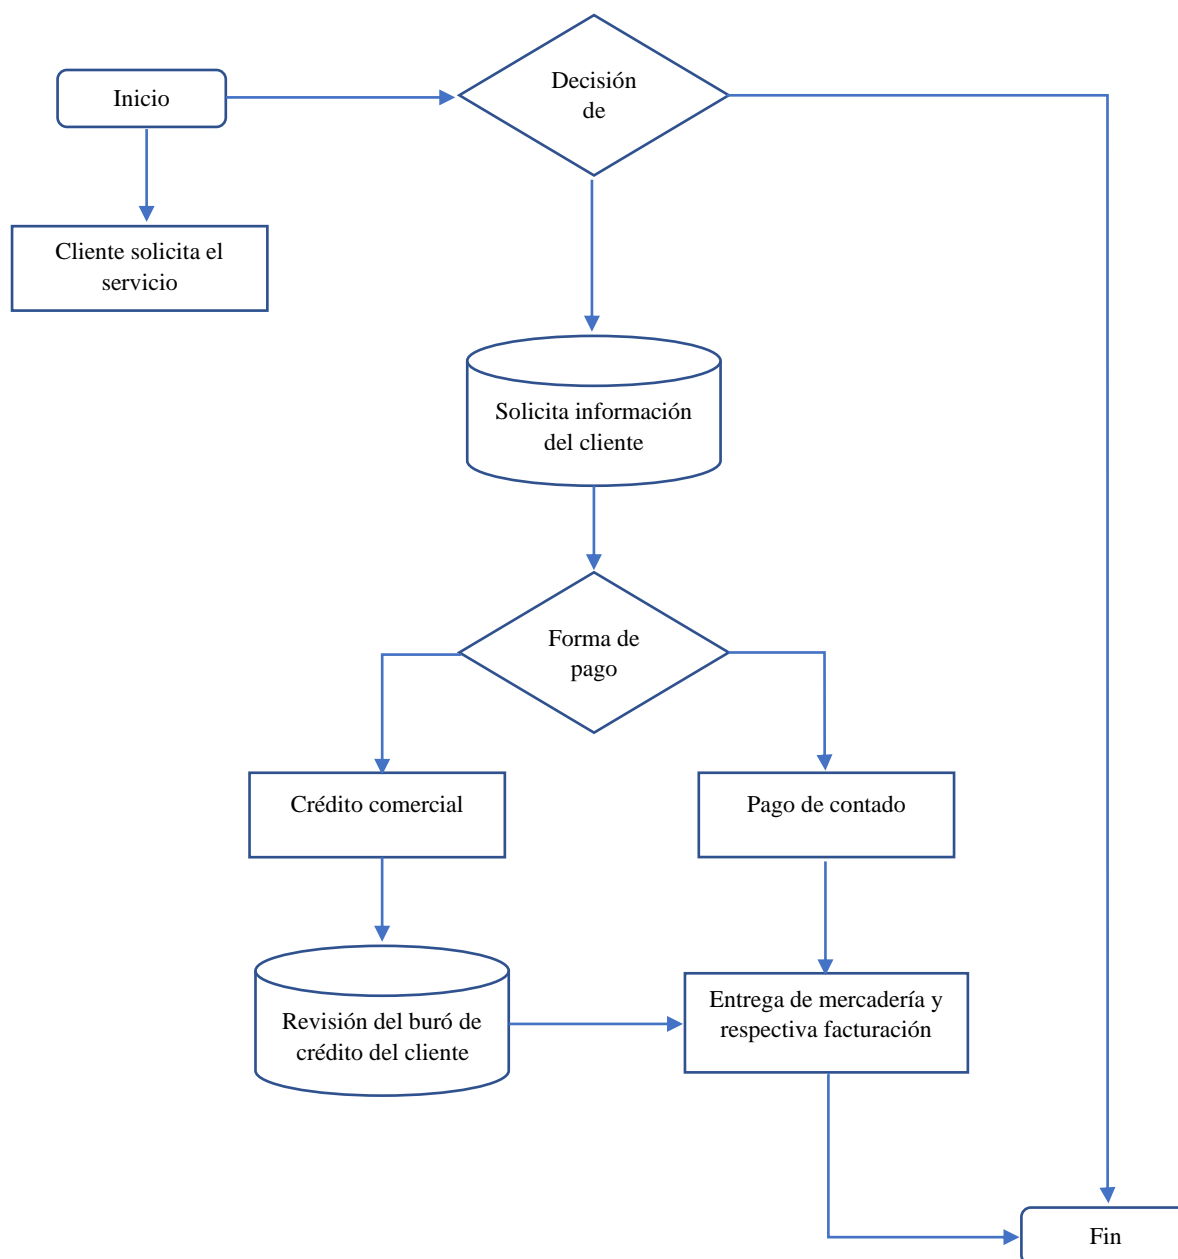 Inicio
Decisión
de
Cliente solicita el
servicio
Solicita información
del cliente
Forma de
pago
Crédito comercial
Pago de contado
Revisión del buró de
crédito del cliente
Entrega de mercadería y
respectiva facturación
Fin